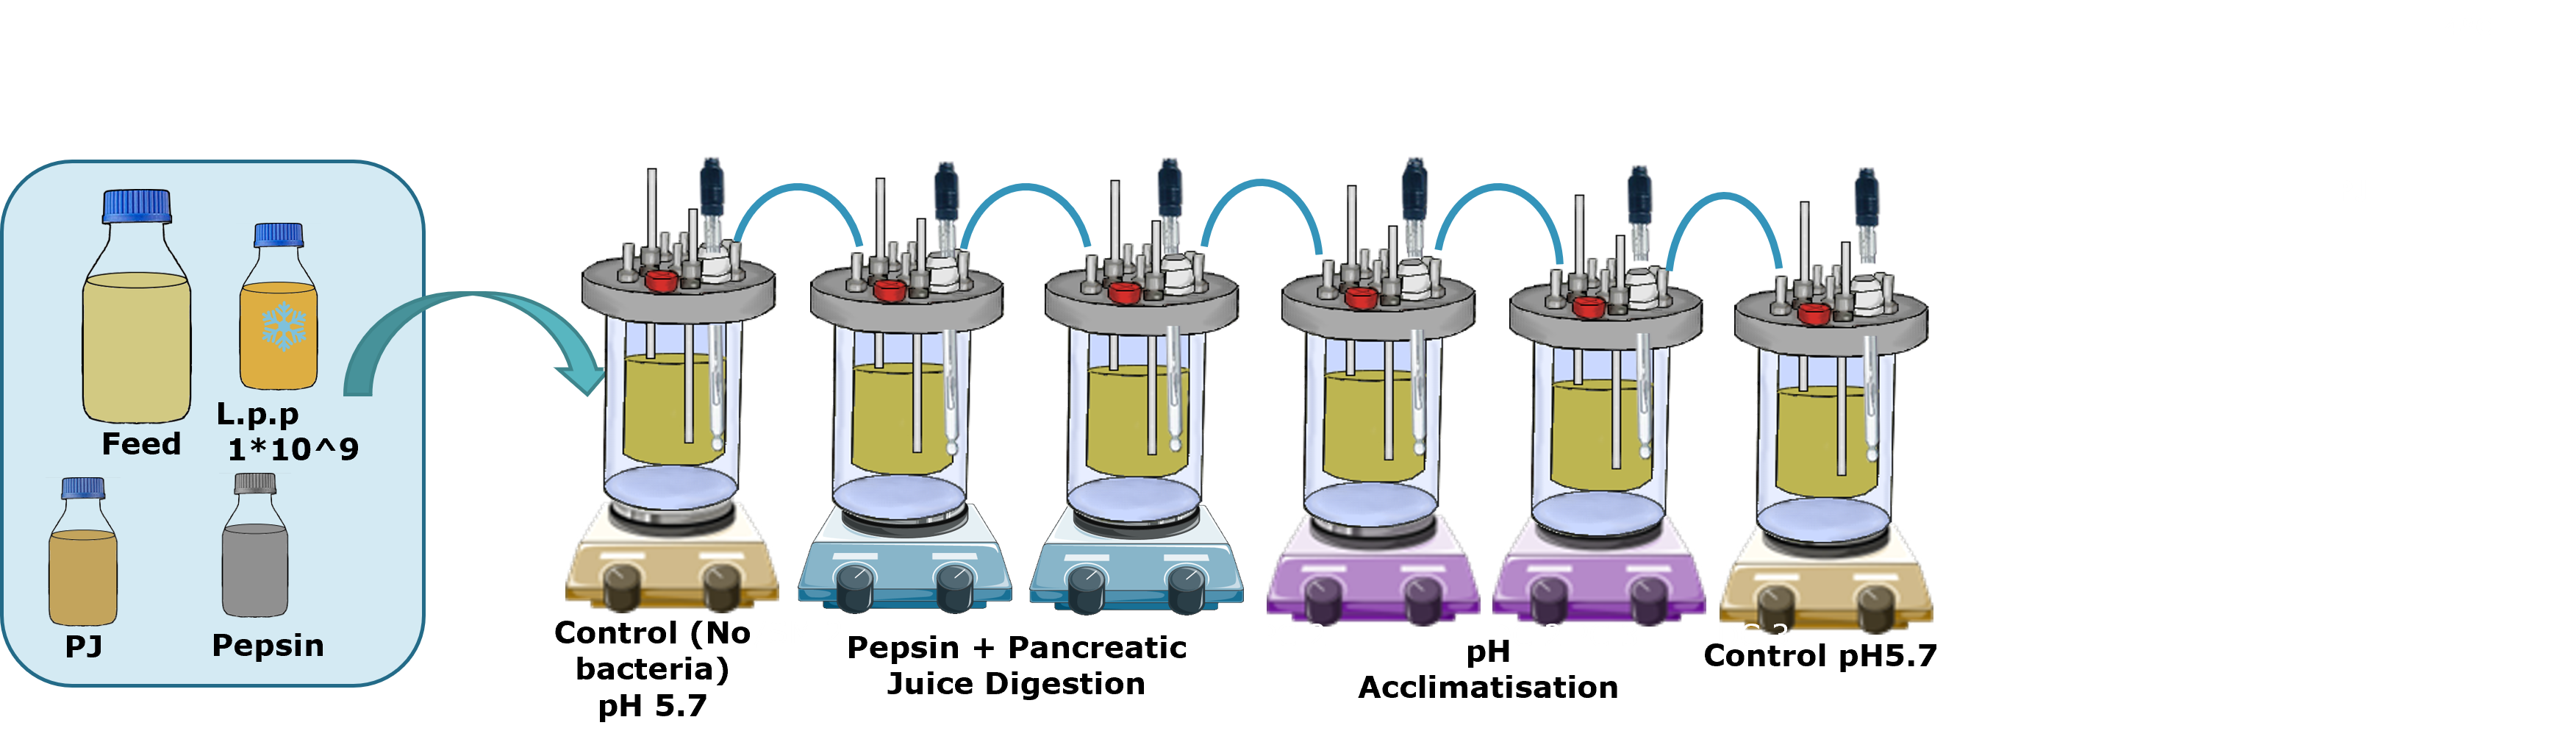 Feed
L.p.p
1*10^9
PJ
Pepsin
Control (No
bacteria)
pH 5.7
Pepsin + Pancreatic
Juice Digestion
pH
Acclimatisation
Control pH5.7